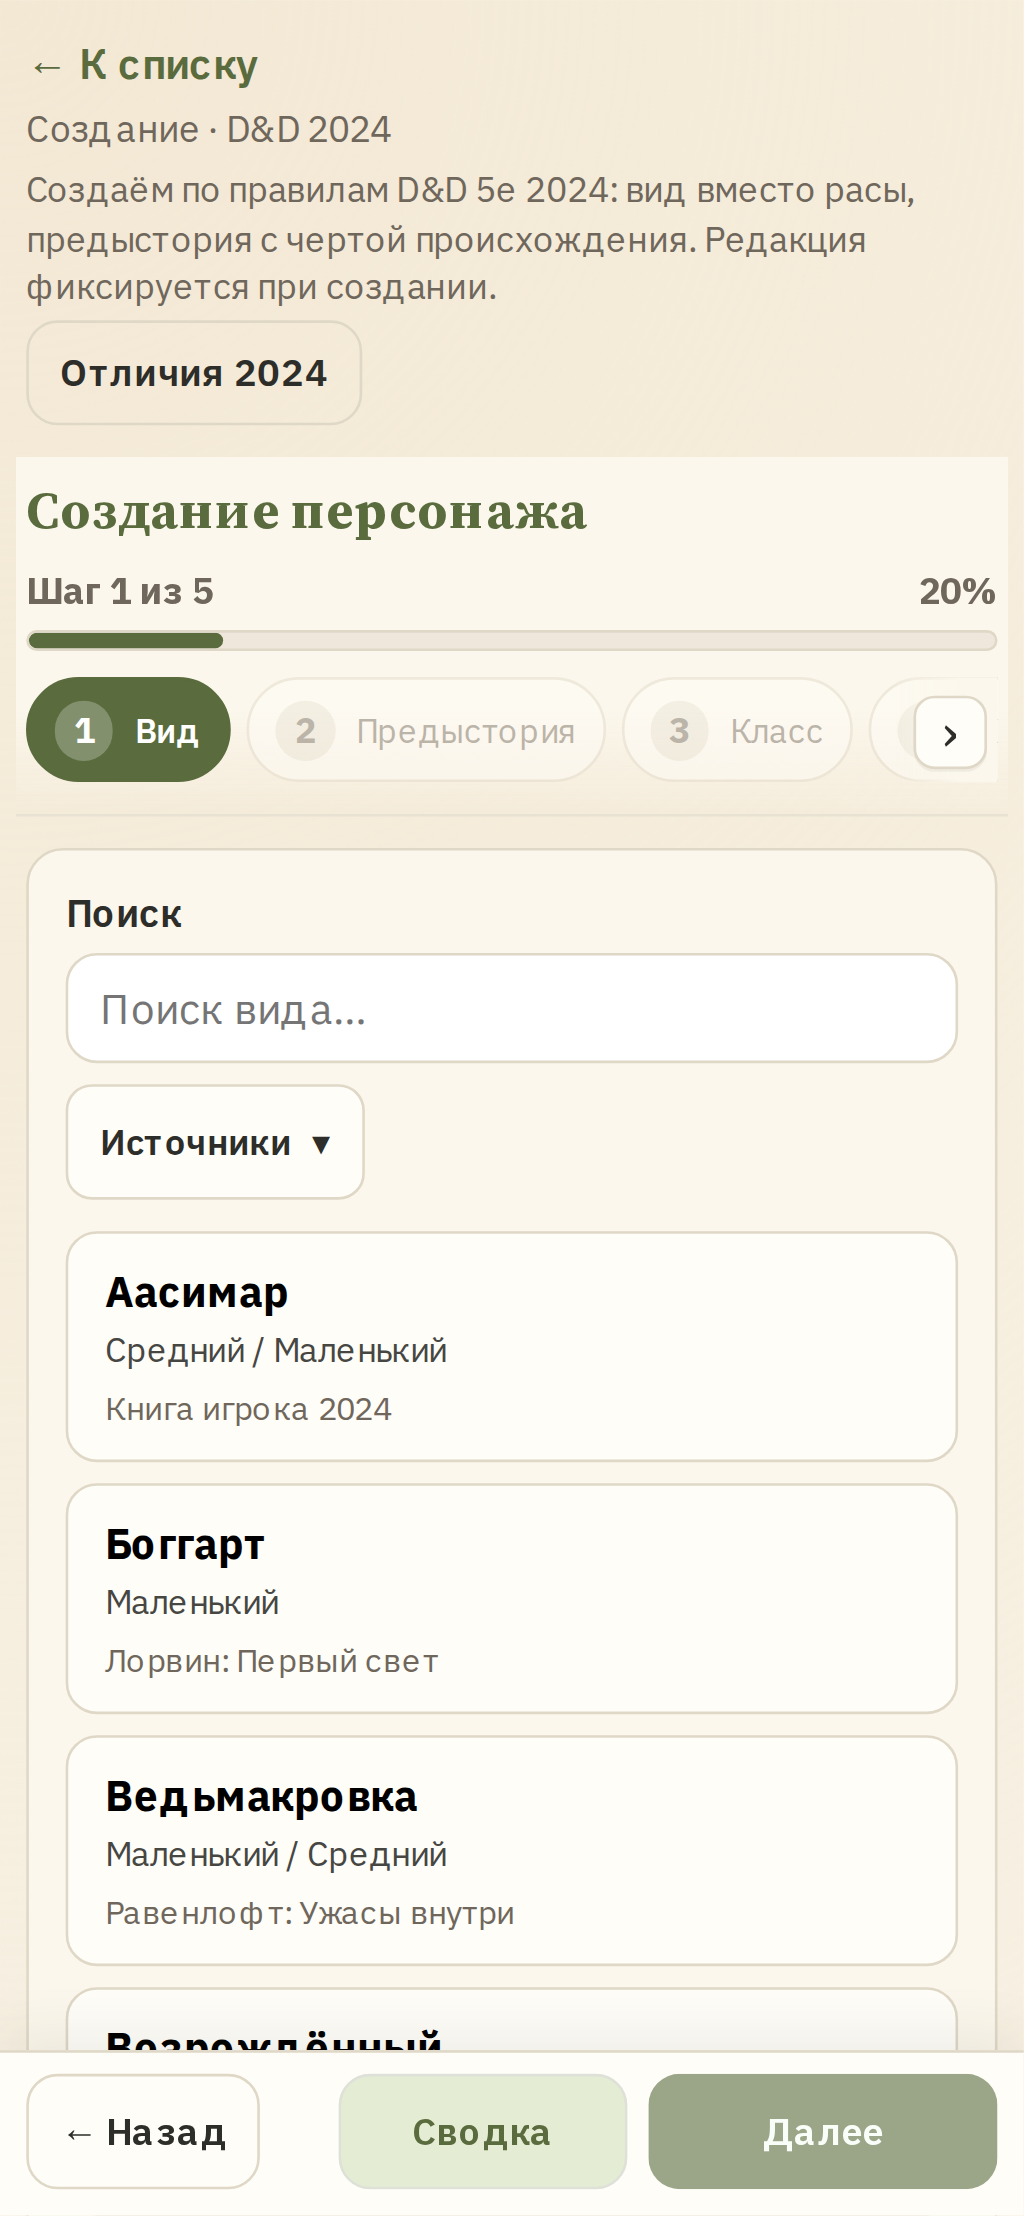 ← К списку
Создание · D&D 2024
Создаём по правилам D&D 5e 2024: вид вместо расы,
предыстория с чертой происхождения. Редакция
фиксируется при создании.
Отличия 2024
Создание персонажа
Шаг 1 из 5 20%
1 Вид 2 Предыстория 3 Класс ›
Поиск
Поиск вида...
Источники ▼
Аасимар
Средний / Маленький
Книга игрока 2024
Боггарт
Маленький
Лорвин: Первый свет
Ведьмакровка
Маленький / Средний
Равенлофт: Ужасы внутри
Возрождённый
← Назад Сводка Далее